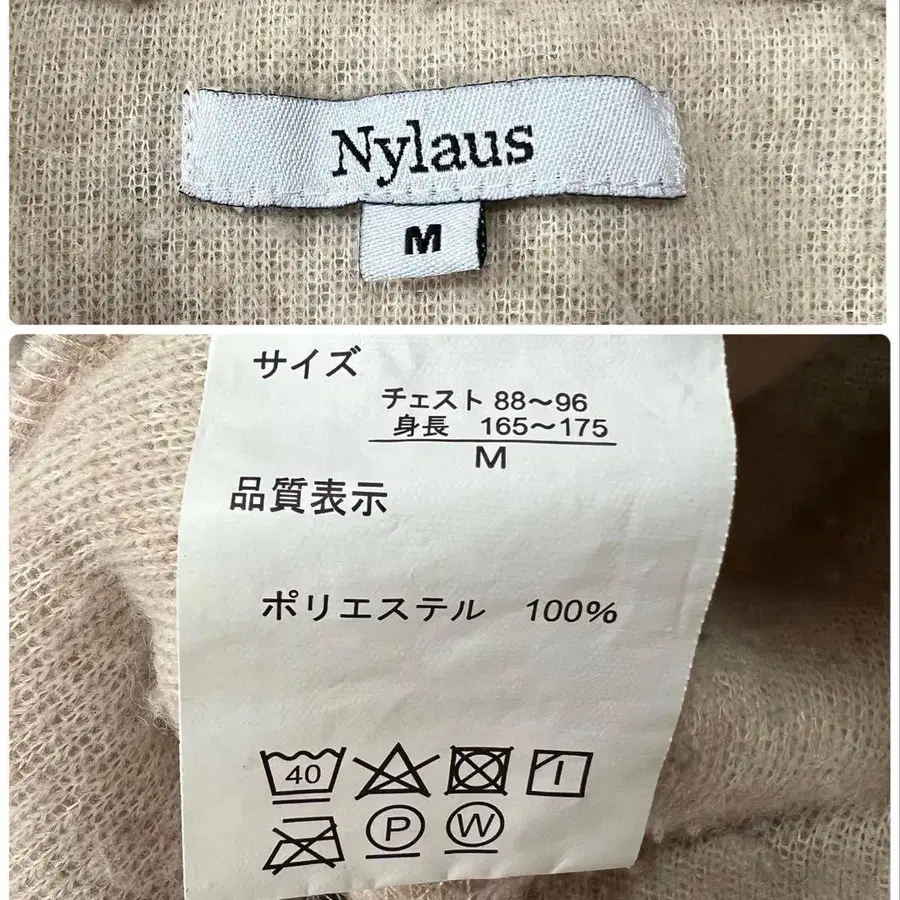 Nylaus
M
サイズ
チェスト 88～96
身長 165～175
M
品質表示
ポリエステル 100%
40
P W